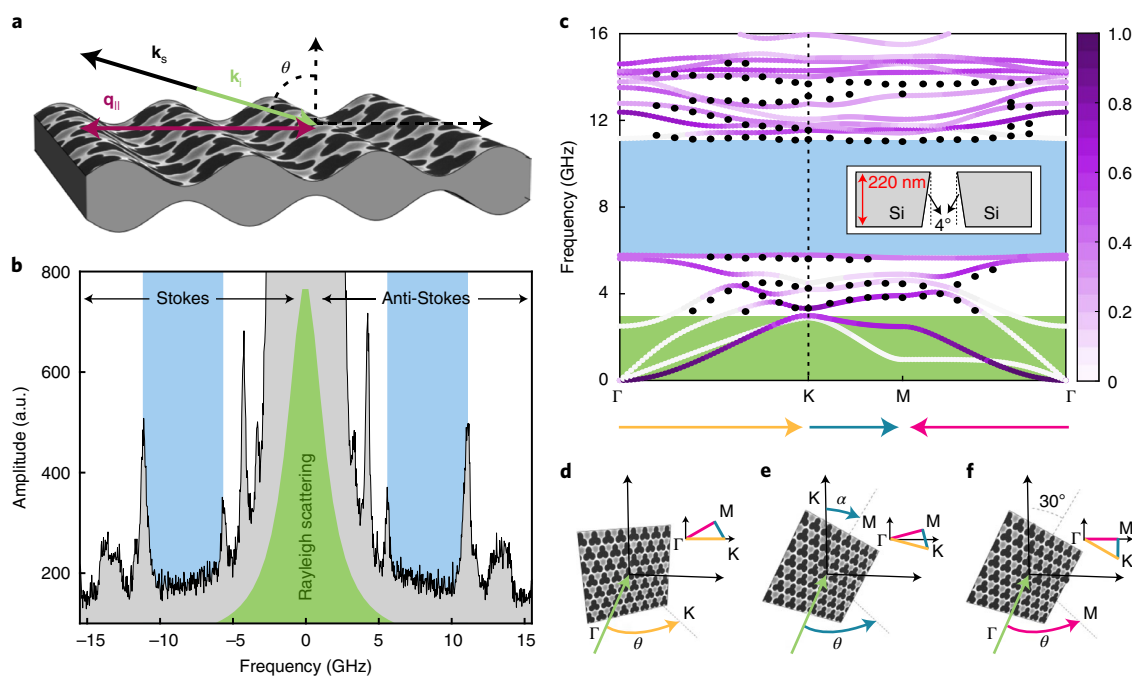 a
k_s
k_i
θ
q_||
b
Stokes
Anti-Stokes
Rayleigh scattering
800
600
400
200
Amplitude (a.u.)
–15
–10
–5
0
5
10
15
Frequency (GHz)
c
16
12
8
4
0
Frequency (GHz)
220 nm
Si
Si
4°
Γ
K
M
Γ
1.0
0.8
0.6
0.4
0.2
0
d
Γ
M
K
K
Γ
θ
e
K
α
M
Γ
M
K
θ
f
30°
Γ
M
K
M
Γ
θ